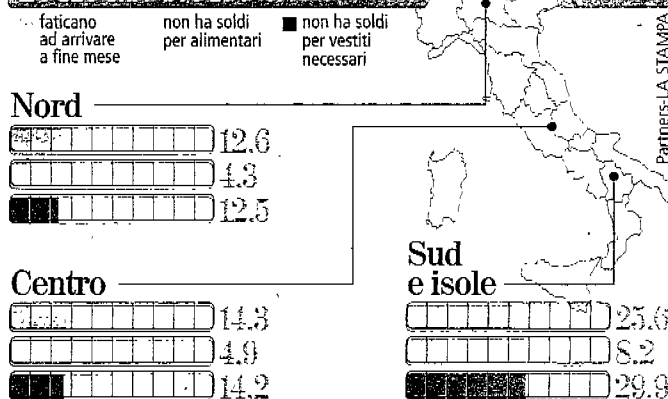 faticano
ad arrivare
a fine mese
non ha soldi
per alimentari
non ha soldi
per vestiti
necessari
Partners-LA STAMPA
Nord
12.6
4.3
12.5
Centro
14.3
4.9
14.2
Sud
e isole
25.6
8.2
29.9